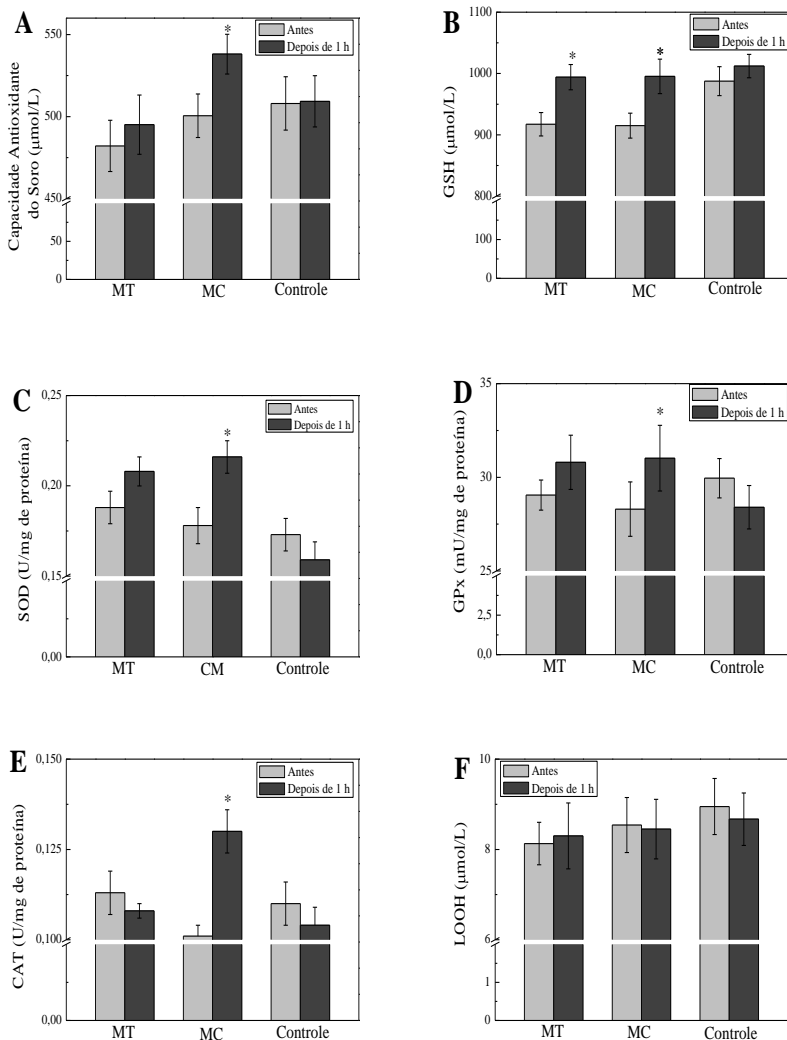 A
Capacidade Antioxidante
do Soro (µmol/L)
550
500
450
50
0
Antes
Depois de 1 h
*
MT MC Controle
B
GSH (µmol/L)
1100
1000
900
800
100
0
Antes
Depois de 1 h
* *
MT MC Controle
C
SOD (U/mg de proteína)
0,25
0,20
0,15
0,00
Antes
Depois de 1 h
*
MT CM Controle
D
GPx (mU/mg de proteína)
35
30
25
2,5
0,0
Antes
Depois de 1 h
*
MT MC Controle
E
CAT (U/mg de proteína)
0,150
0,125
0,100
0,00
Antes
Depois de 1 h
*
MT MC Controle
F
LOOH (µmol/L)
10
8
6
1
0
Antes
Depois de 1 h
MT MC Controle